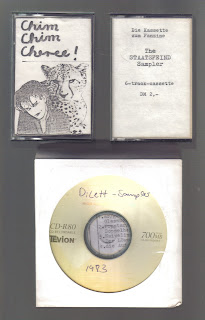 Chim
Chim
Cheree!
Die Kassette
zum Fanzine
The
STAATSFEIND
Sampler
6-track-cassette
DM 2,-
Dilett-Sampler
CD-R80
TEVION
700MB
1983